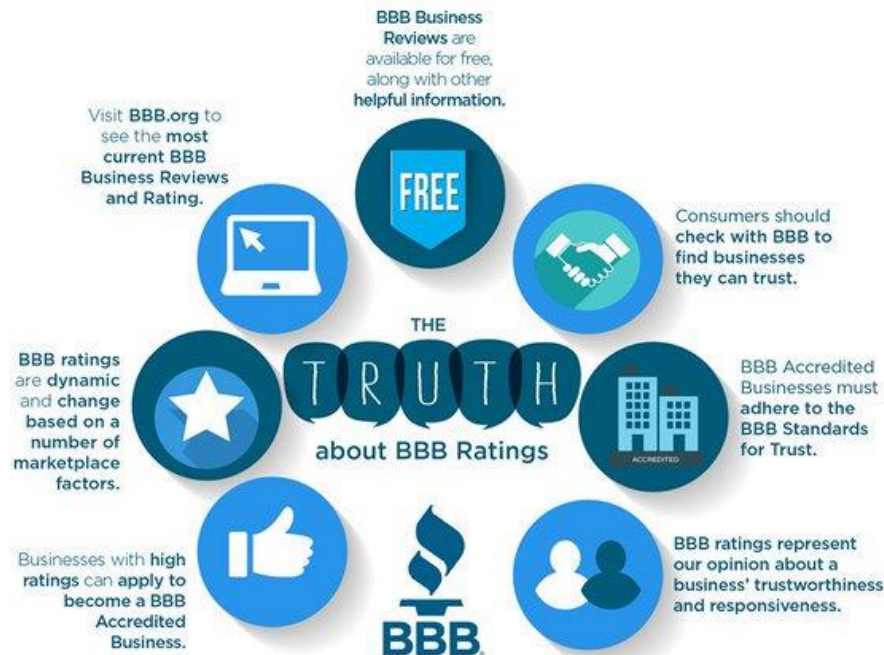 BBB Business
Reviews are
available for free,
along with other
helpful information.
FREE
Consumers should
check with BBB to
find businesses
they can trust.
BBB Accredited
Businesses must
adhere to the
BBB Standards
for Trust.
ACCREDITED
BBB ratings represent
our opinion about a
business' trustworthiness
and responsiveness.
Businesses with high
ratings can apply to
become a BBB
Accredited
Business.
BBB ratings
are dynamic
and change
based on a
number of
marketplace
factors.
Visit BBB.org to
see the most
current BBB
Business Reviews
and Rating.
THE
TRUTH
about BBB Ratings
BBB